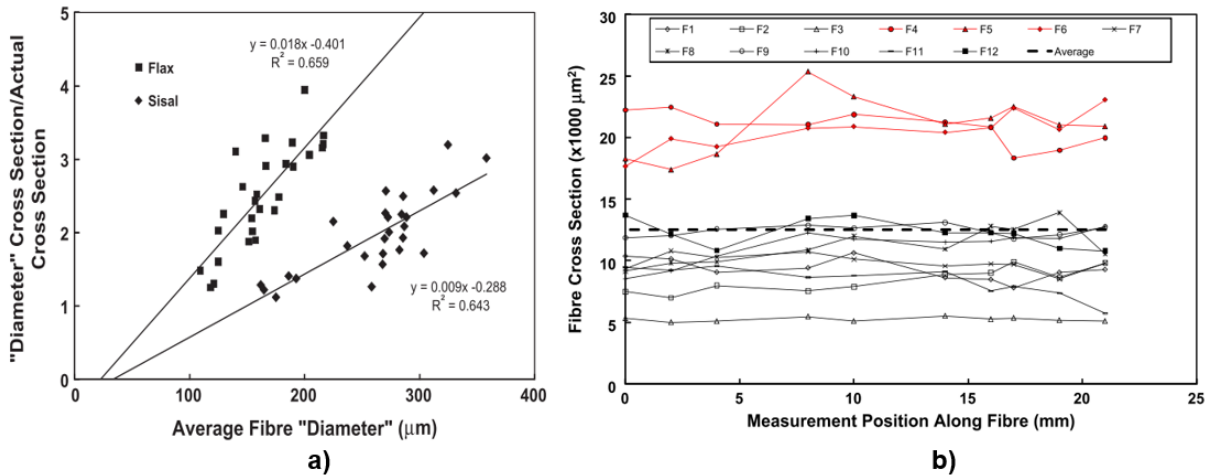 a)
5
4
3
2
1
0
0
100
200
300
400
"Diameter" Cross Section/Actual
Cross Section
Average Fibre "Diameter" (μm)
Flax
Sisal
y = 0.018x -0.401
R² = 0.659
y = 0.009x -0.288
R² = 0.643
a)
b)
30
25
20
15
10
5
0
0
5
10
15
20
25
Fibre Cross Section (x1000 μm²)
Measurement Position Along Fibre (mm)
F1 F2 F3 F4 F5 F6 F7
F8 F9 F10 F11 F12 Average
b)